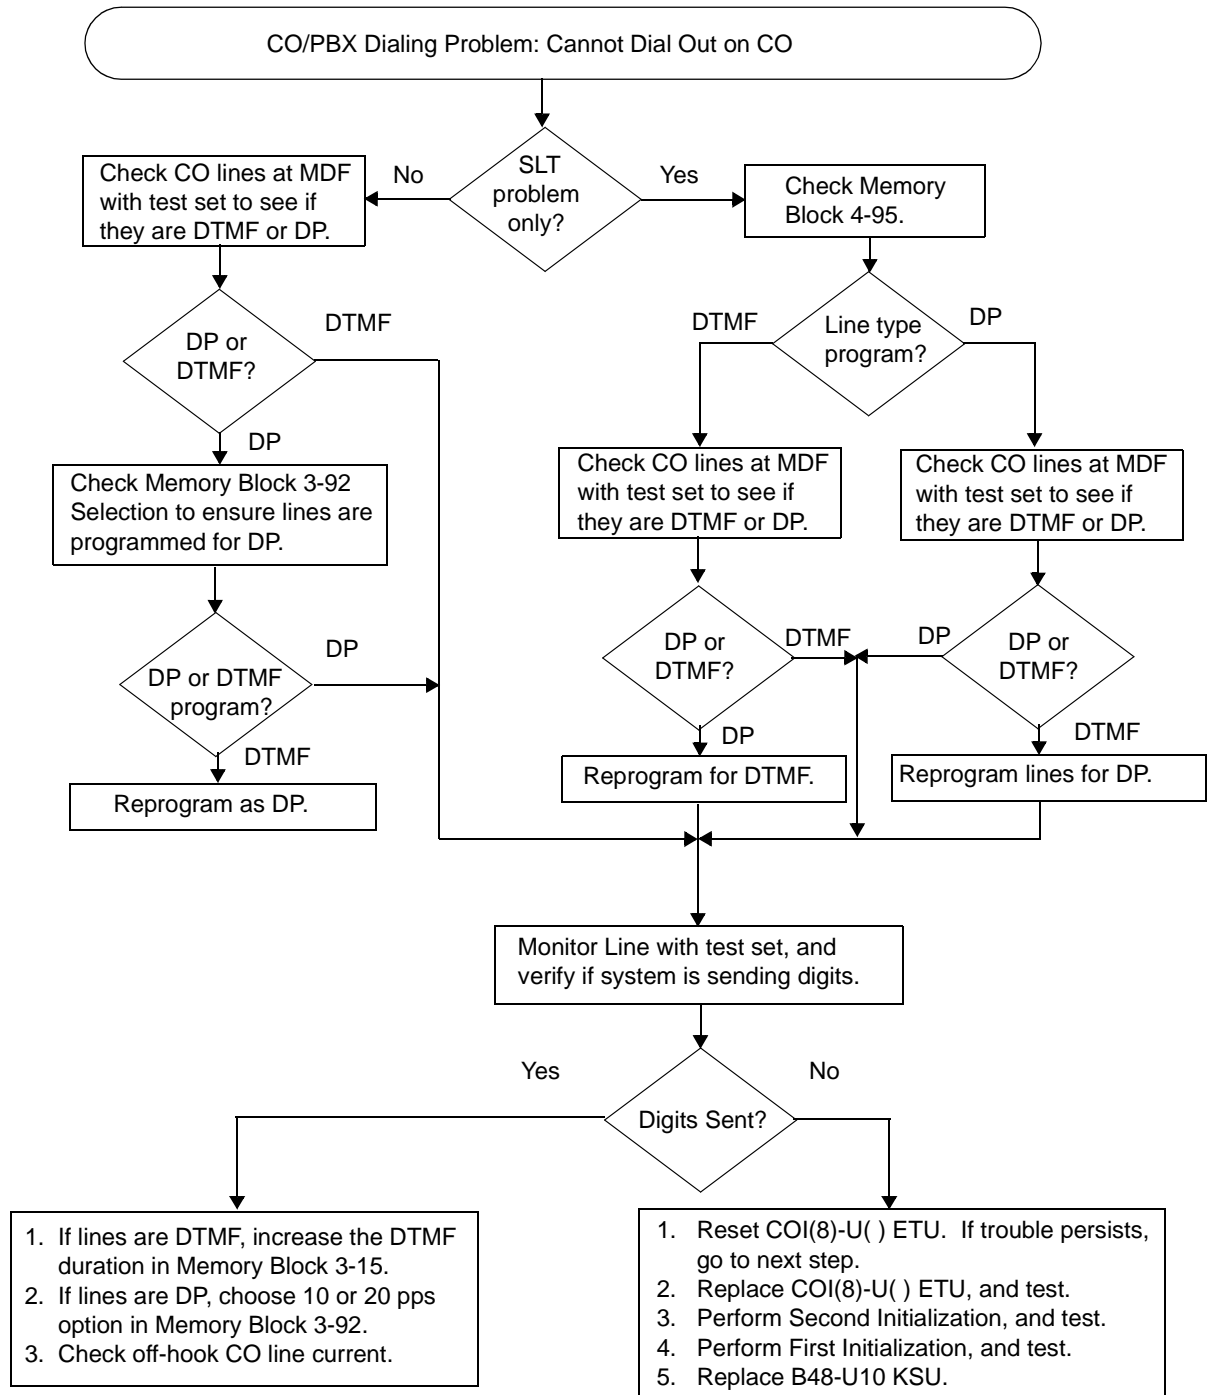 CO/PBX Dialing Problem: Cannot Dial Out on CO
SLT
problem
only?
No
Yes
Check CO lines at MDF
with test set to see if
they are DTMF or DP.
Check Memory
Block 4-95.
DP or
DTMF?
DTMF
DP
Line type
program?
DTMF
DP
Check Memory Block 3-92
Selection to ensure lines are
programmed for DP.
Check CO lines at MDF
with test set to see if
they are DTMF or DP.
Check CO lines at MDF
with test set to see if
they are DTMF or DP.
DP or DTMF
program?
DP
DTMF
Reprogram as DP.
DP or
DTMF?
DTMF
DP
Reprogram for DTMF.
DP or
DTMF?
DP
DTMF
Reprogram lines for DP.
Monitor Line with test set, and
verify if system is sending digits.
Digits Sent?
Yes
No
1. If lines are DTMF, increase the DTMF
duration in Memory Block 3-15.
2. If lines are DP, choose 10 or 20 pps
option in Memory Block 3-92.
3. Check off-hook CO line current.
1. Reset COI(8)-U( ) ETU. If trouble persists,
go to next step.
2. Replace COI(8)-U( ) ETU, and test.
3. Perform Second Initialization, and test.
4. Perform First Initialization, and test.
5. Replace B48-U10 KSU.